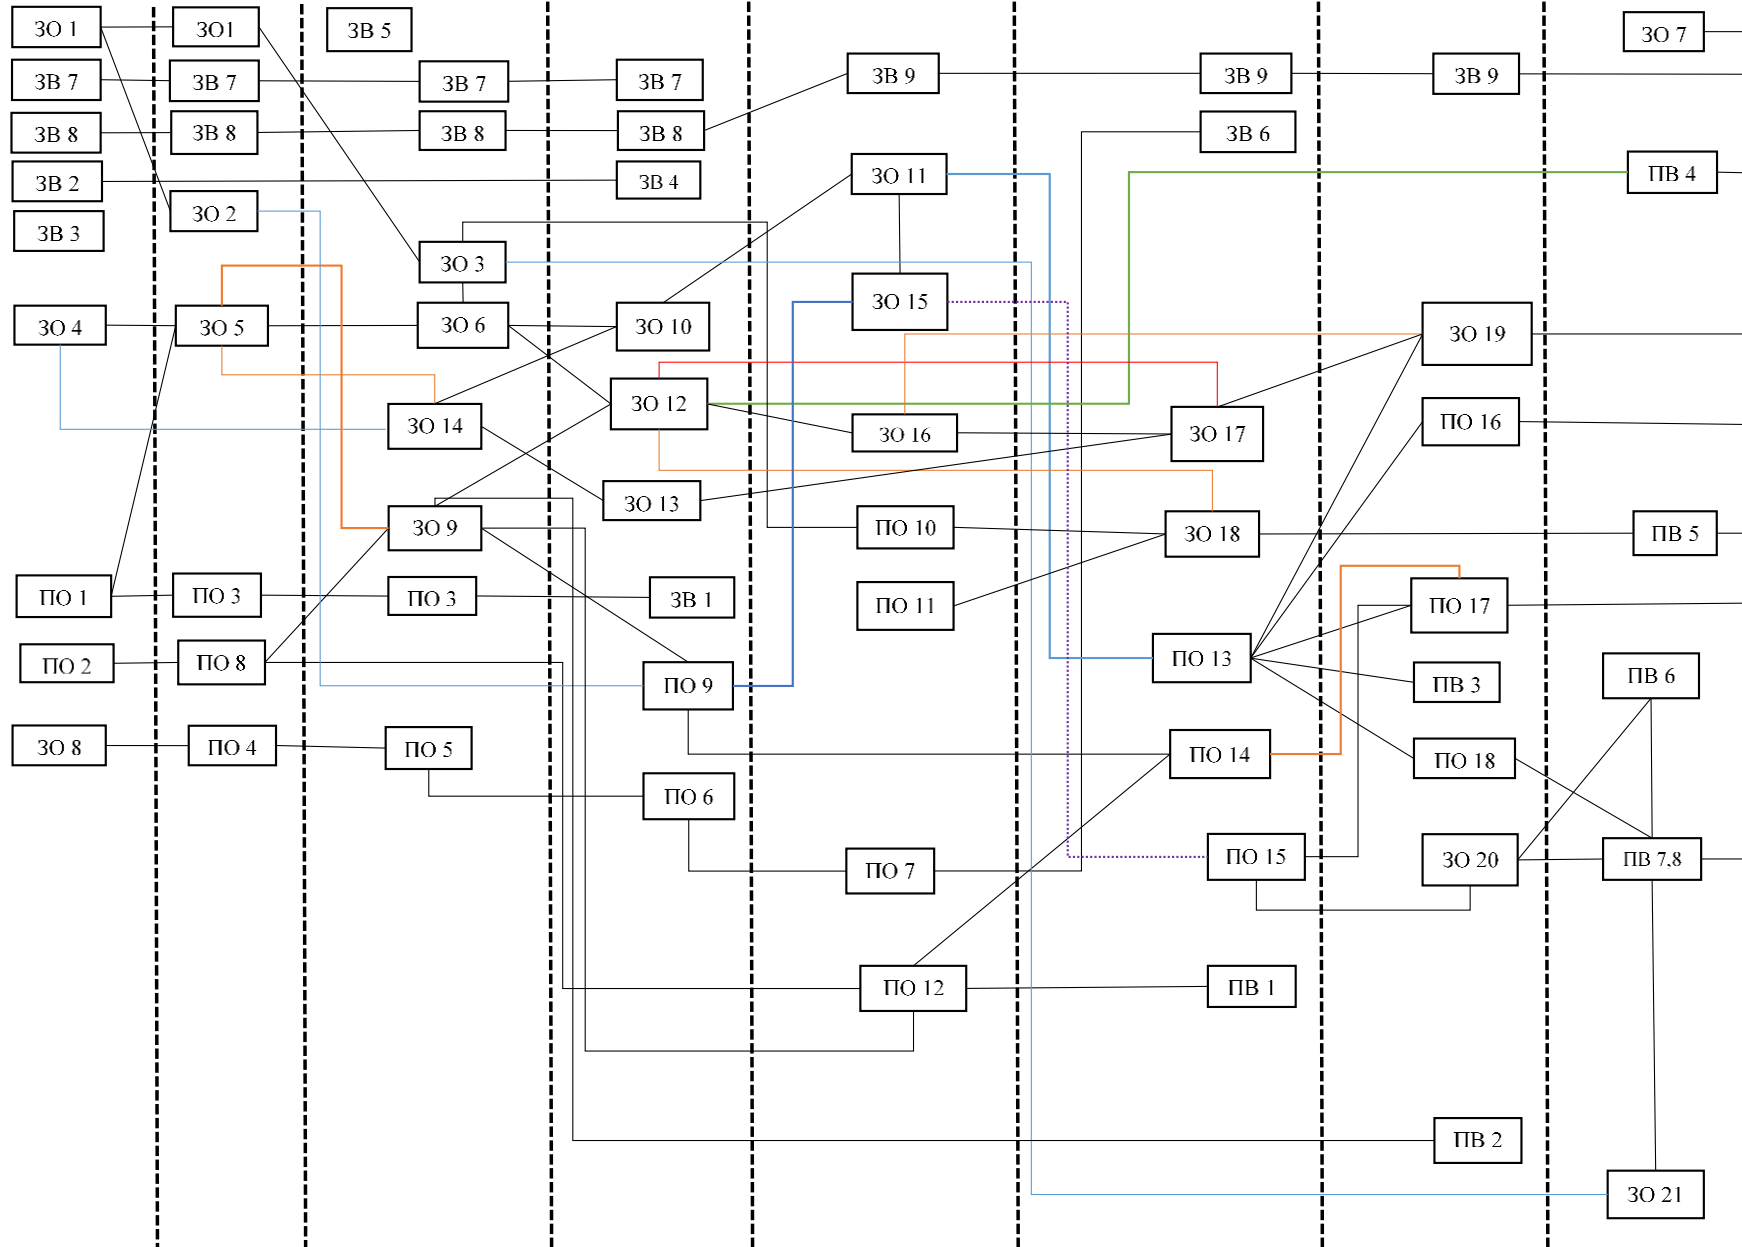 ЗО 1
ЗО1
ЗВ 5
ЗО 7
ЗВ 7
ЗВ 7
ЗВ 7
ЗВ 7
ЗВ 9
ЗВ 9
ЗВ 9
ЗВ 8
ЗВ 8
ЗВ 8
ЗВ 8
ЗВ 6
ЗВ 2
ЗВ 4
ЗО 11
ПВ 4
ЗО 2
ЗВ 3
ЗО 3
ЗО 15
ЗО 4
ЗО 5
ЗО 6
ЗО 10
ЗО 19
ЗО 12
ЗО 14
ЗО 16
ЗО 17
ПО 16
ЗО 13
ЗО 9
ПО 10
ЗО 18
ПВ 5
ПО 1
ПО 3
ПО 3
ЗВ 1
ПО 11
ПО 17
ПО 2
ПО 8
ПО 9
ПО 13
ПВ 3
ПВ 6
ЗО 8
ПО 4
ПО 5
ПО 14
ПО 18
ПО 6
ПО 7
ПО 15
ЗО 20
ПВ 7,8
ПО 12
ПВ 1
ПВ 2
ЗО 21